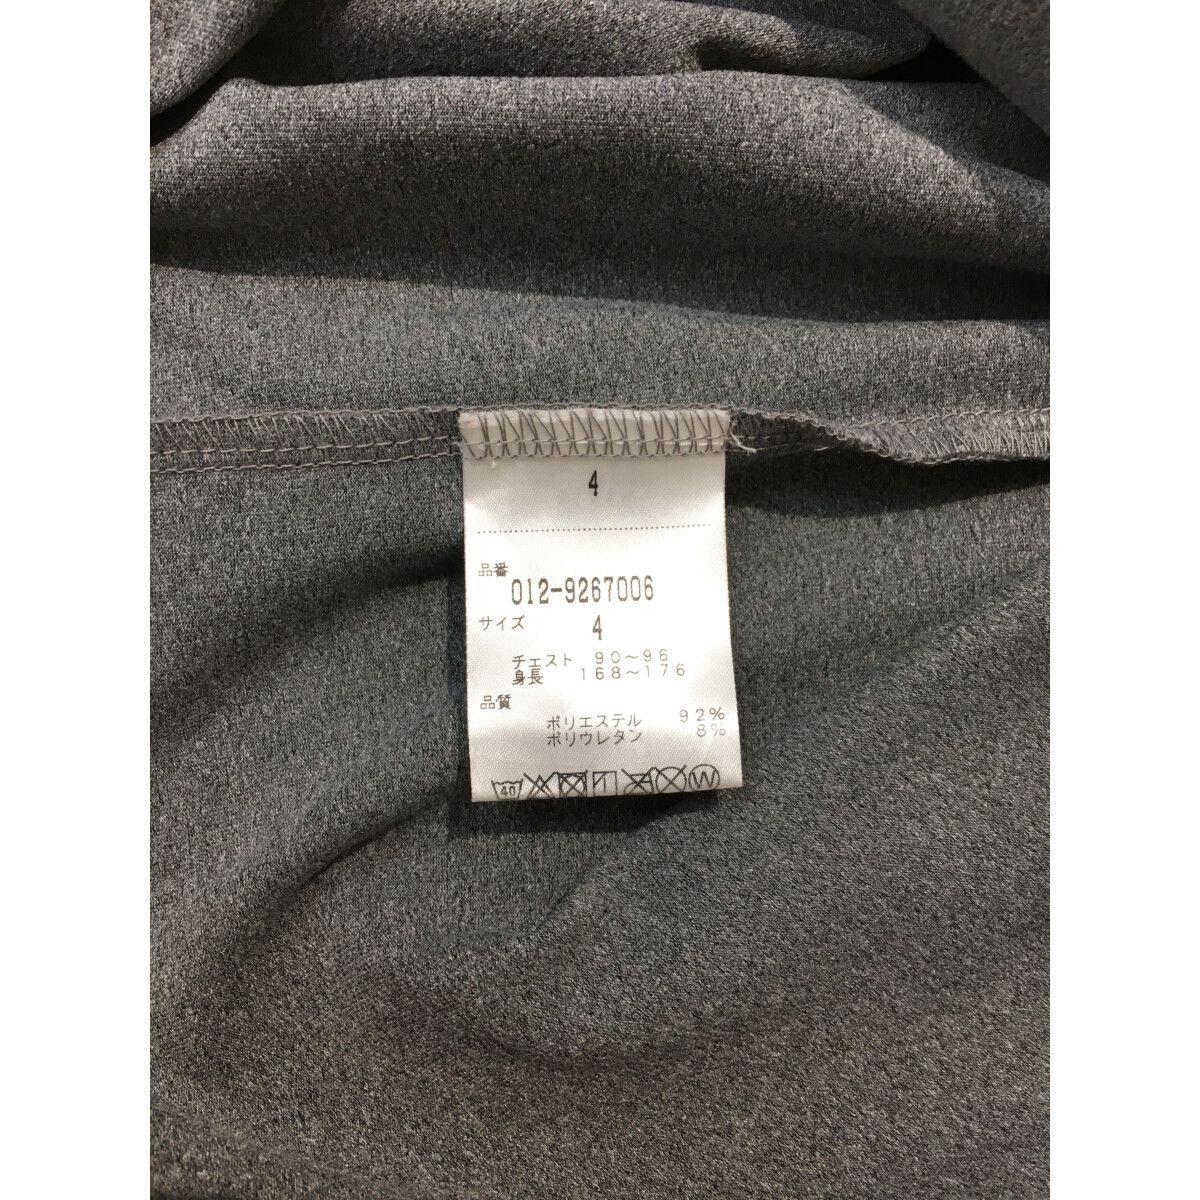 4
品番
012-9267006
サイズ 4
チェスト 90～96
身長 168～176
品質
ポリエステル 92%
ポリウレタン 8%
40 W